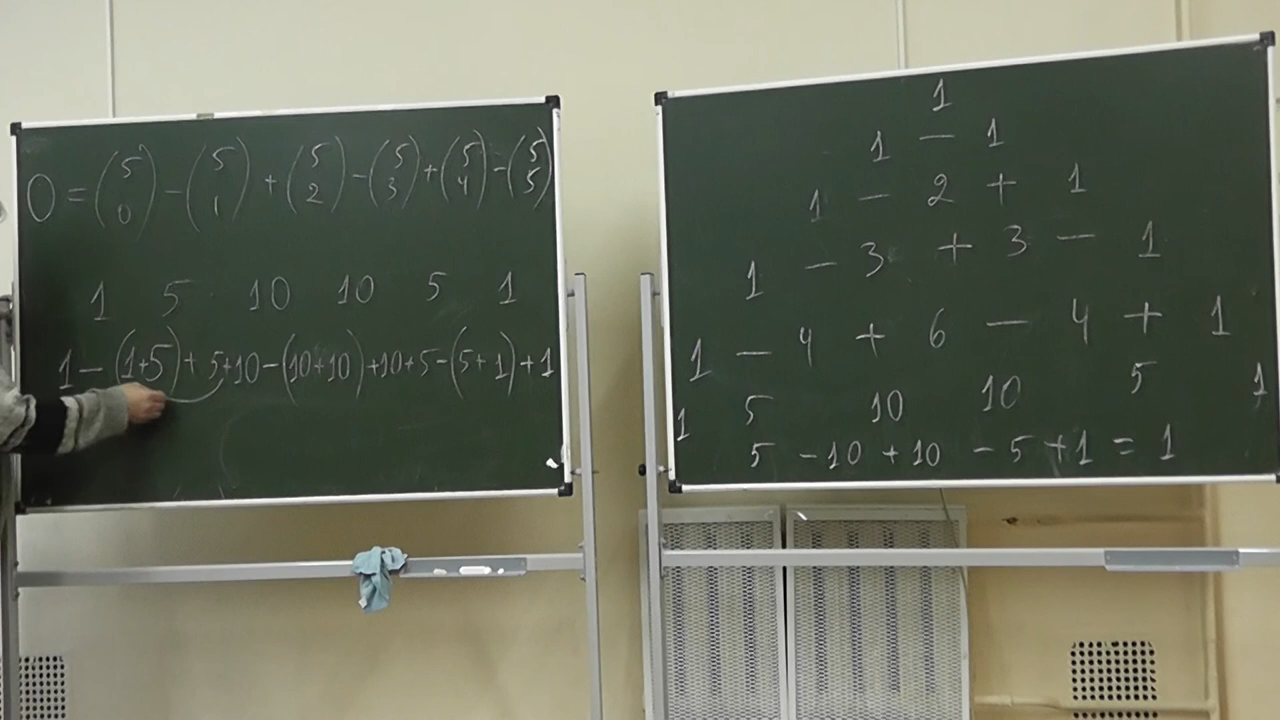 0 = (5 0) - (5 1) + (5 2) - (5 3) + (5 4) - (5 5)
1 5 10 10 5 1
1 - (1+5) + 5+10 - (10+10) + 10+5 - (5+1) + 1
1
1 - 1
1 - 2 + 1
1 - 3 + 3 - 1
1 - 4 + 6 - 4 + 1
1 5 10 10 5 1
5 - 10 + 10 - 5 + 1 = 1